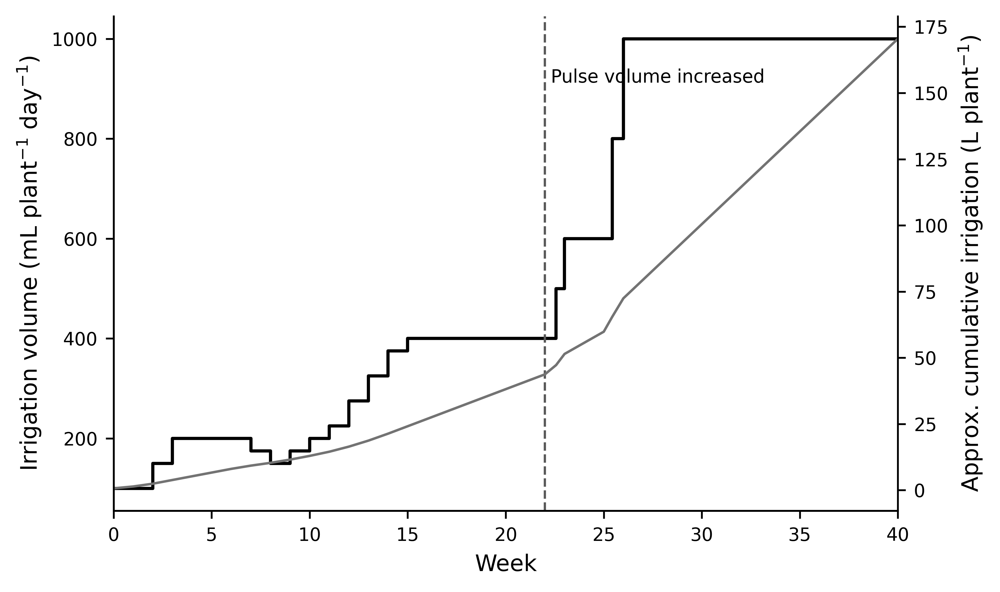 Irrigation volume (mL plant⁻¹ day⁻¹)
1000
800
600
400
200
Pulse volume increased
175
150
125
100
75
50
25
0
Approx. cumulative irrigation (L plant⁻¹)
0 5 10 15 20 25 30 35 40
Week